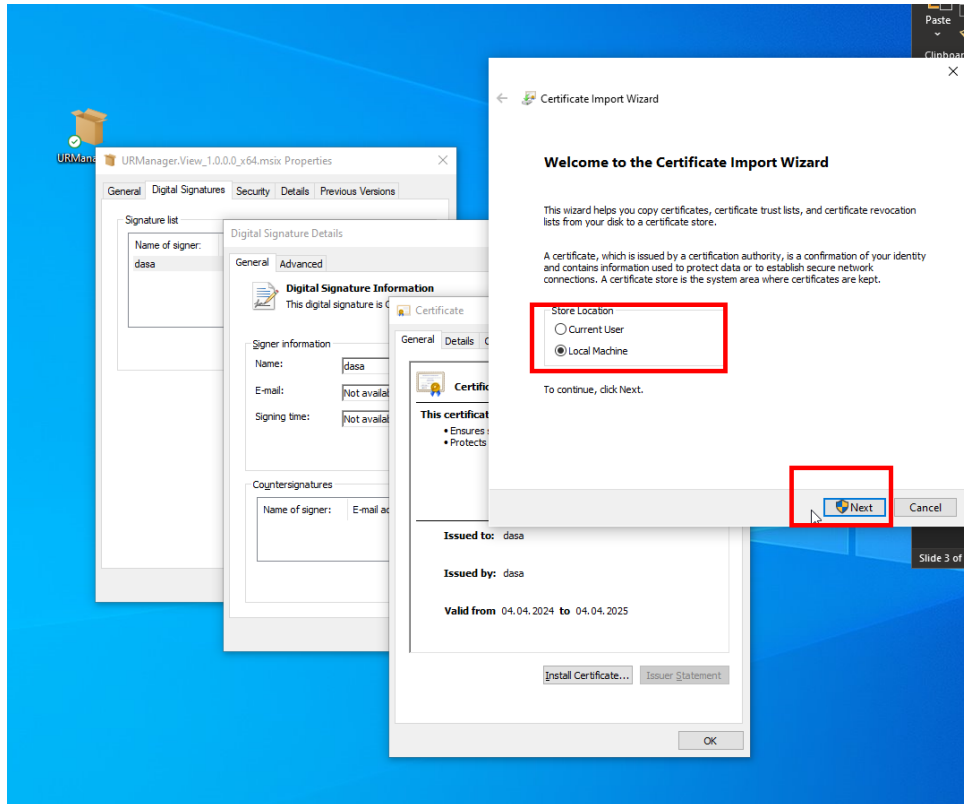 Paste
Clipboar
Certificate Import Wizard
Welcome to the Certificate Import Wizard
This wizard helps you copy certificates, certificate trust lists, and certificate revocation
lists from your disk to a certificate store.
A certificate, which is issued by a certification authority, is a confirmation of your identity
and contains information used to protect data or to establish secure network
connections. A certificate store is the system area where certificates are kept.
Store Location
Current User
Local Machine
To continue, click Next.
Next
Cancel
Slide 3 of
URMana
URManager.View_1.0.0.0_x64.msix Properties
General Digital Signatures Security Details Previous Versions
Signature list
Name of signer:
dasa
Digital Signature Details
General Advanced
Digital Signature Information
This digital signature is
Signer information
Name: dasa
E-mail: Not availab
Signing time: Not availab
Countersignatures
Name of signer: E-mail ad
Certificate
General Details
Certific
This certificat
• Ensures
• Protects
Issued to: dasa
Issued by: dasa
Valid from 04.04.2024 to 04.04.2025
Install Certificate... Issuer Statement
OK